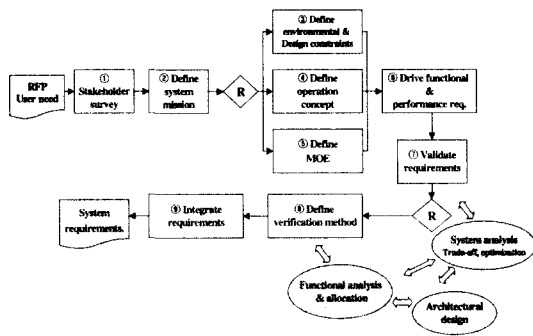 RFP
User need
① Stakeholder
survey
② Define
system
mission
R
③ Define
environmental &
Design constraints
④ Define
operation
concept
⑤ Define
MOE
⑥ Drive functional
&
performance req.
⑦ Validate
requirements
R
System analysis
Trade-off, optimization
Functional analysis
& allocation
Architectural
design
⑧ Define
verification method
⑨ Integrate
requirements
System
requirements.